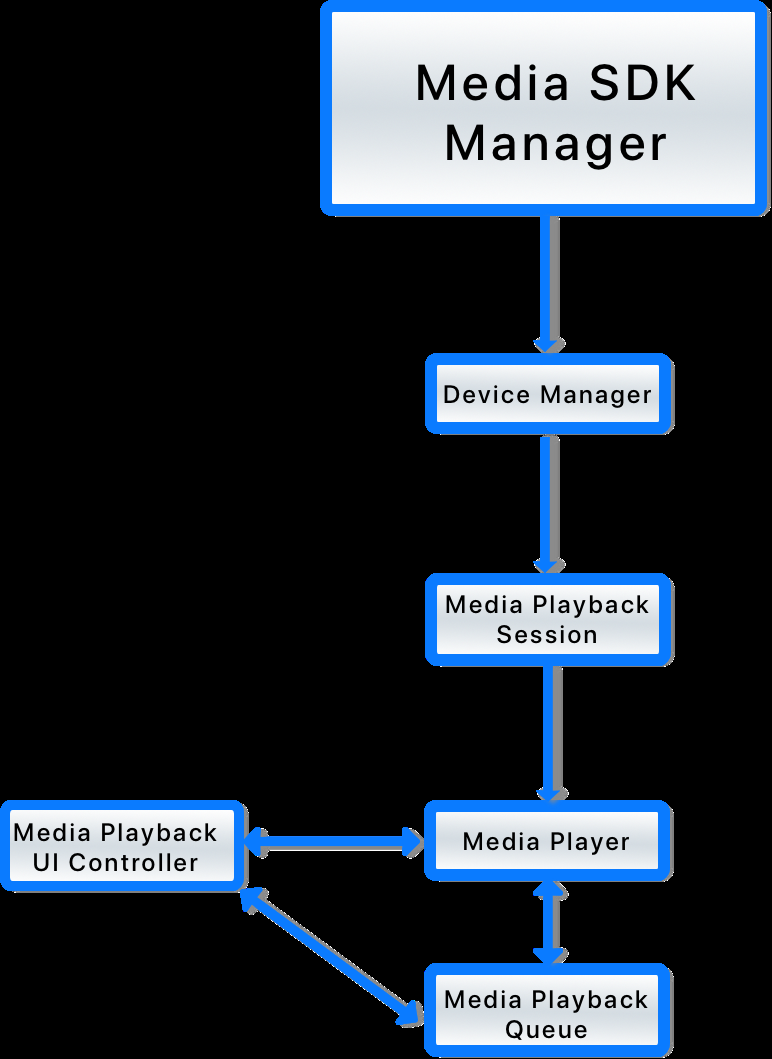 Media SDK
Manager
Device Manager
Media Playback
Session
Media Playback
UI Controller
Media Player
Media Playback
Queue